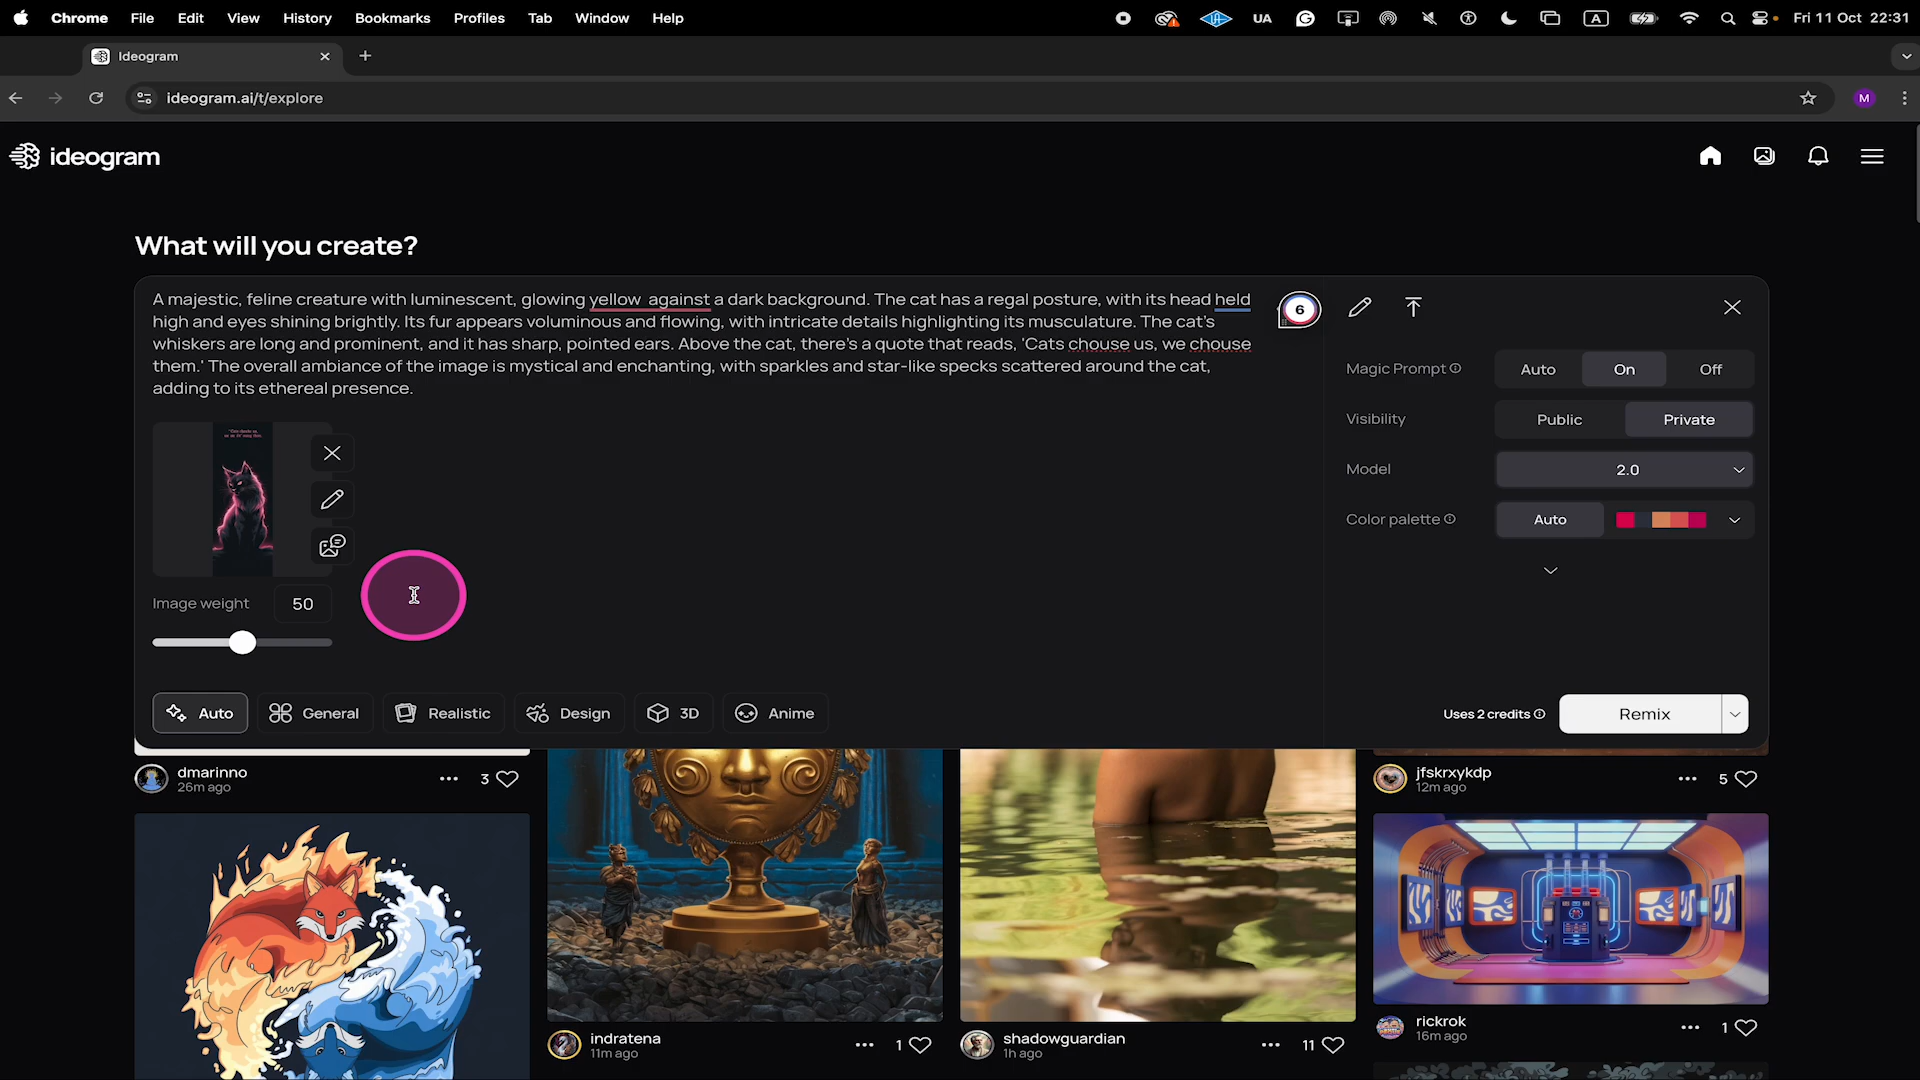 Chrome File Edit View History Bookmarks Profiles Tab Window Help UA A Fri 11 Oct 22:31
Ideogram
ideogram.ai/t/explore M
ideogram
What will you create?
A majestic, feline creature with luminescent, glowing yellow against a dark background. The cat has a regal posture, with its head held
high and eyes shining brightly. Its fur appears voluminous and flowing, with intricate details highlighting its musculature. The cat's
whiskers are long and prominent, and it has sharp, pointed ears. Above the cat, there's a quote that reads, 'Cats chouse us, we chouse
them.' The overall ambiance of the image is mystical and enchanting, with sparkles and star-like specks scattered around the cat,
adding to its ethereal presence.
6
Magic Prompt Auto On Off
Visibility Public Private
Model 2.0
Color palette Auto
Image weight 50
Auto General Realistic Design 3D Anime
Uses 2 credits Remix
dmarinno
26m ago
3
jfskrxykdp
12m ago
5
indratena
11m ago
1
shadowguardian
1h ago
11
rickrok
16m ago
1